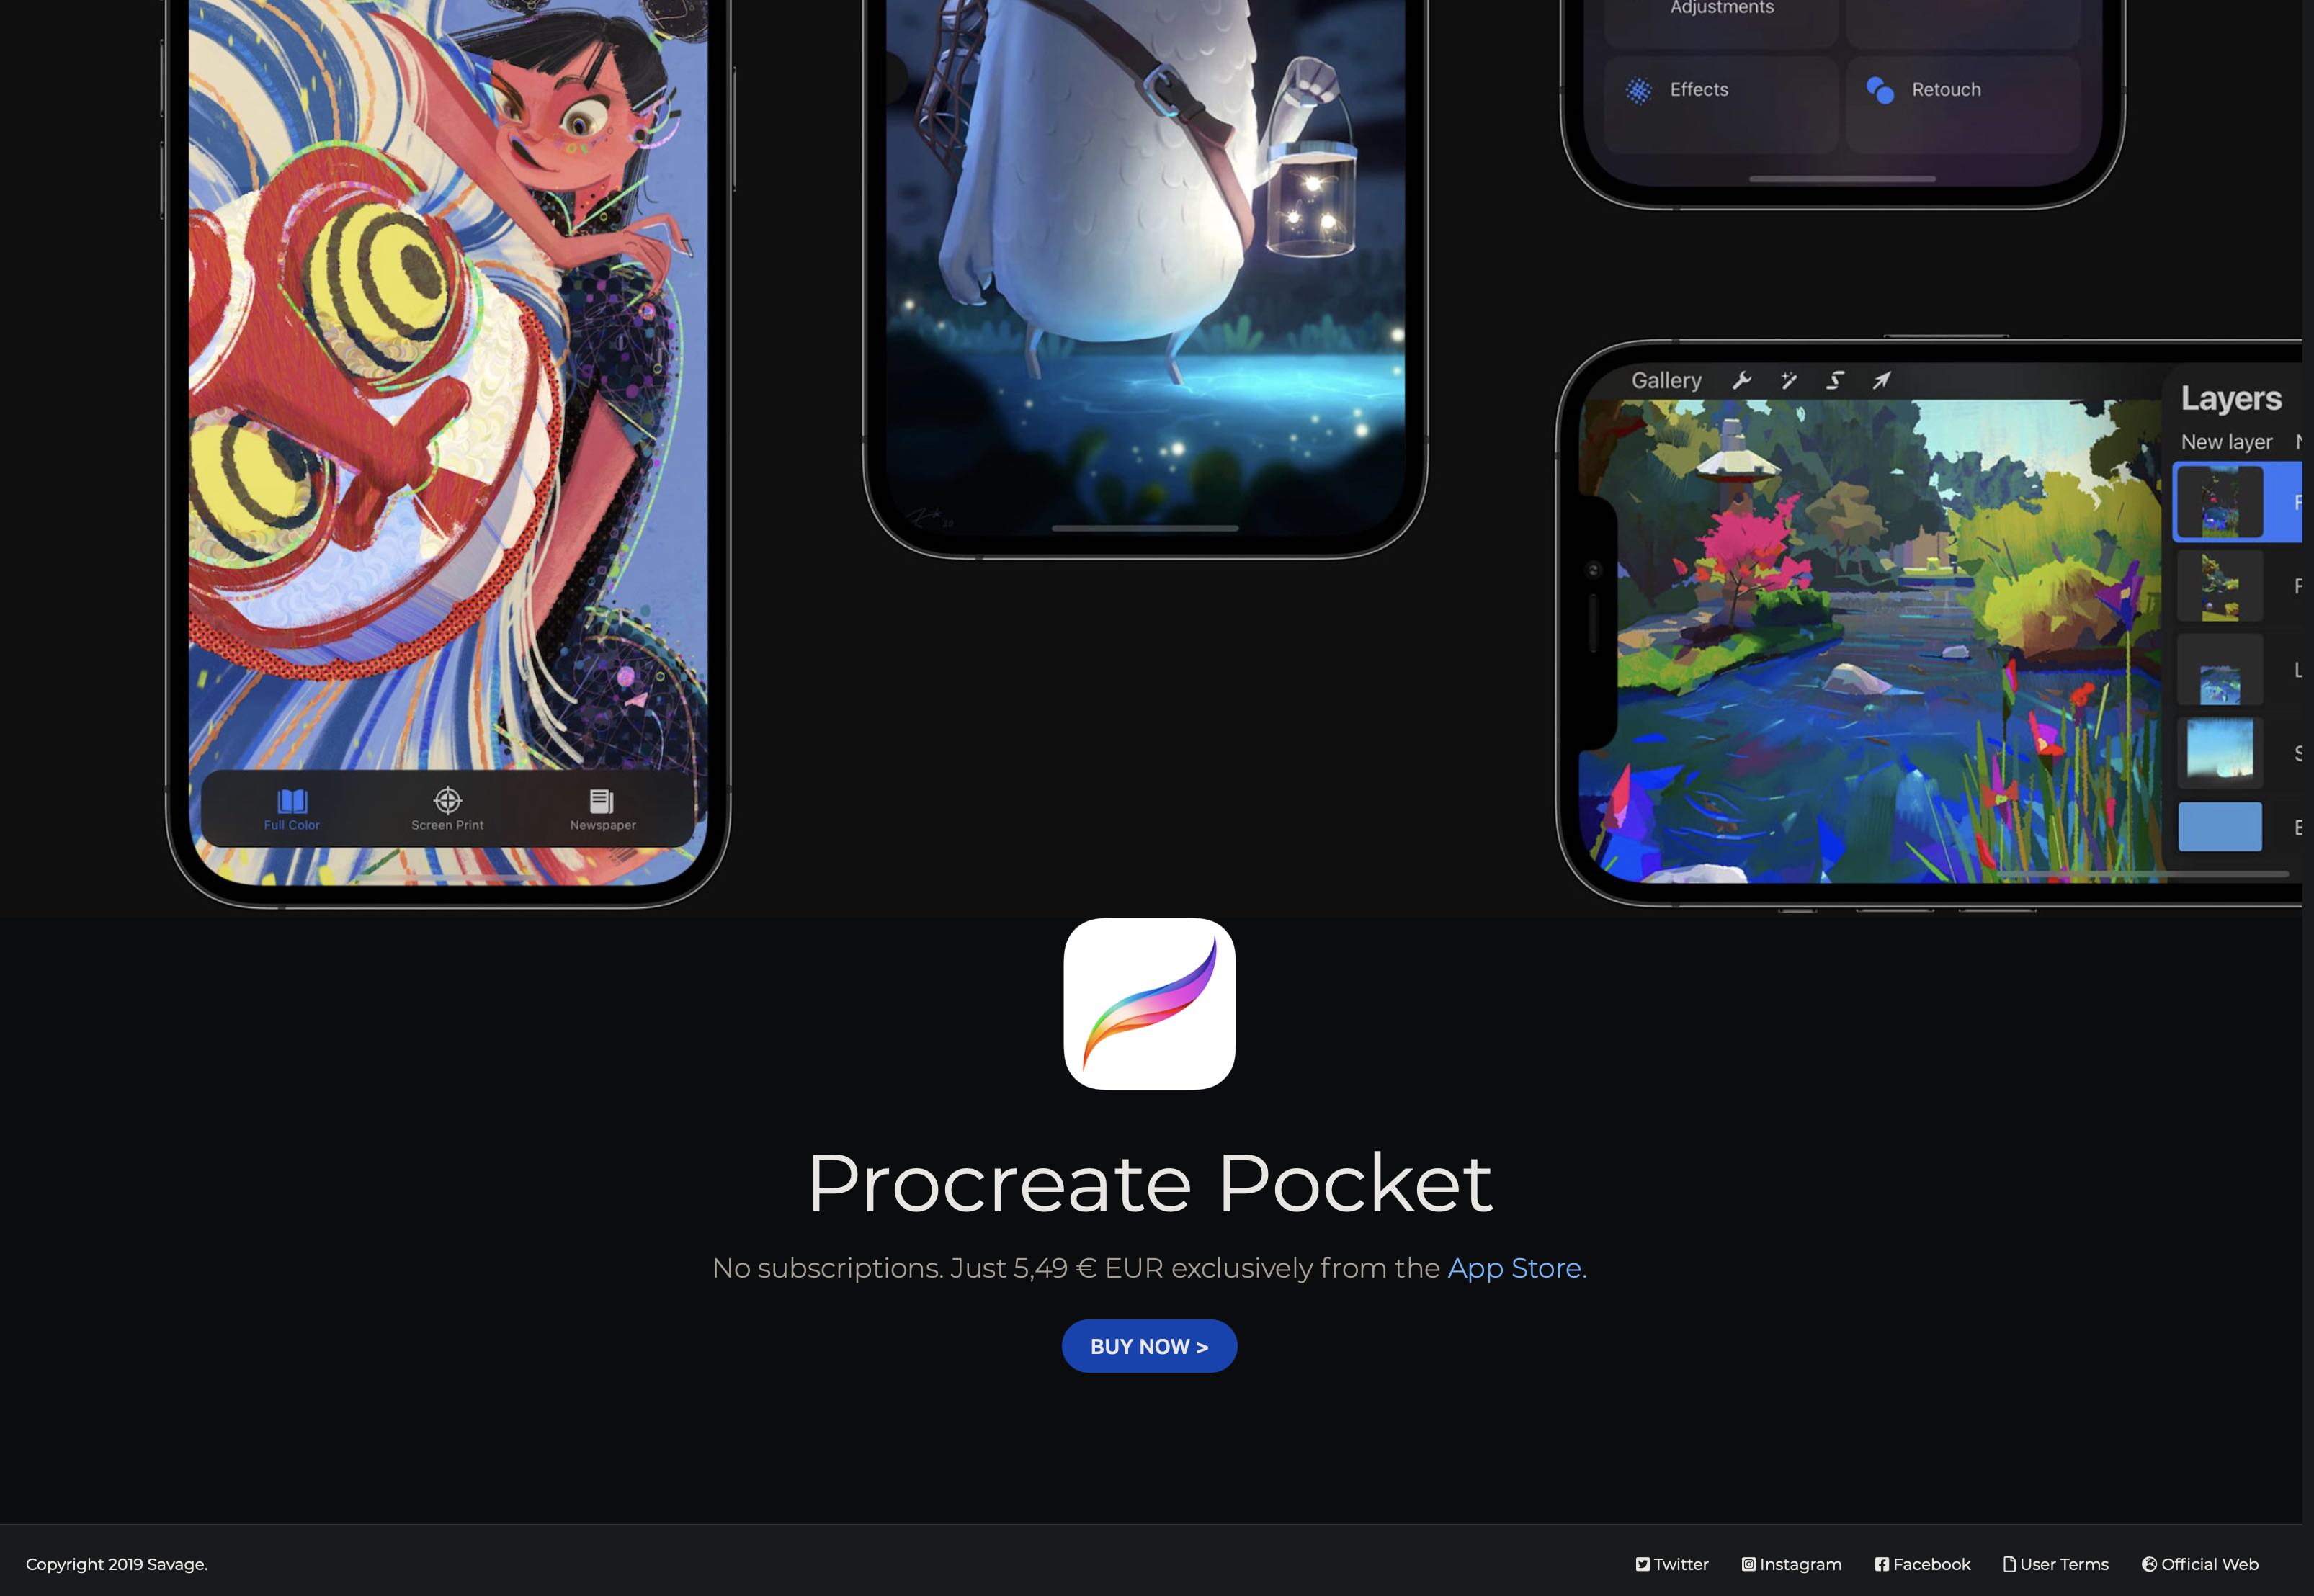 Adjustments
Effects
Retouch
Gallery
Layers
New layer
Full Color
Screen Print
Newspaper
Procreate Pocket
No subscriptions. Just 5,49 € EUR exclusively from the App Store.
BUY NOW >
Copyright 2019 Savage.
Twitter
Instagram
Facebook
User Terms
Official Web